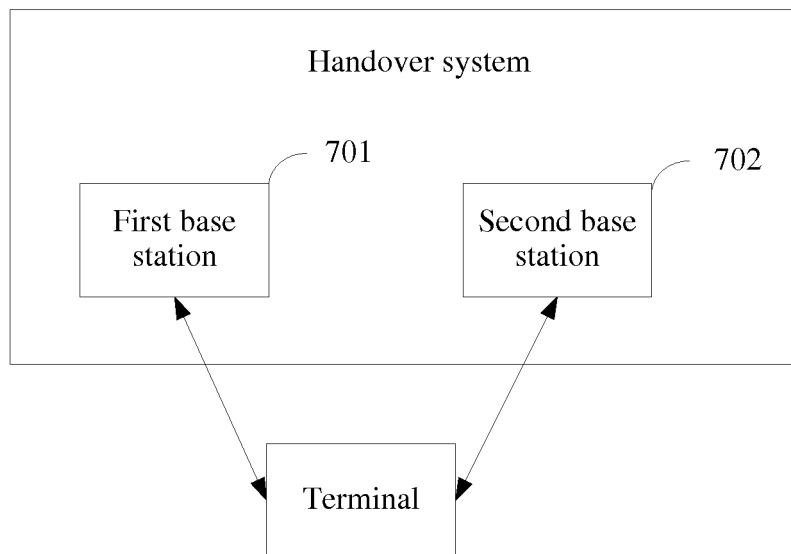 Handover system
701
702
First base
station
Second base
station
Terminal